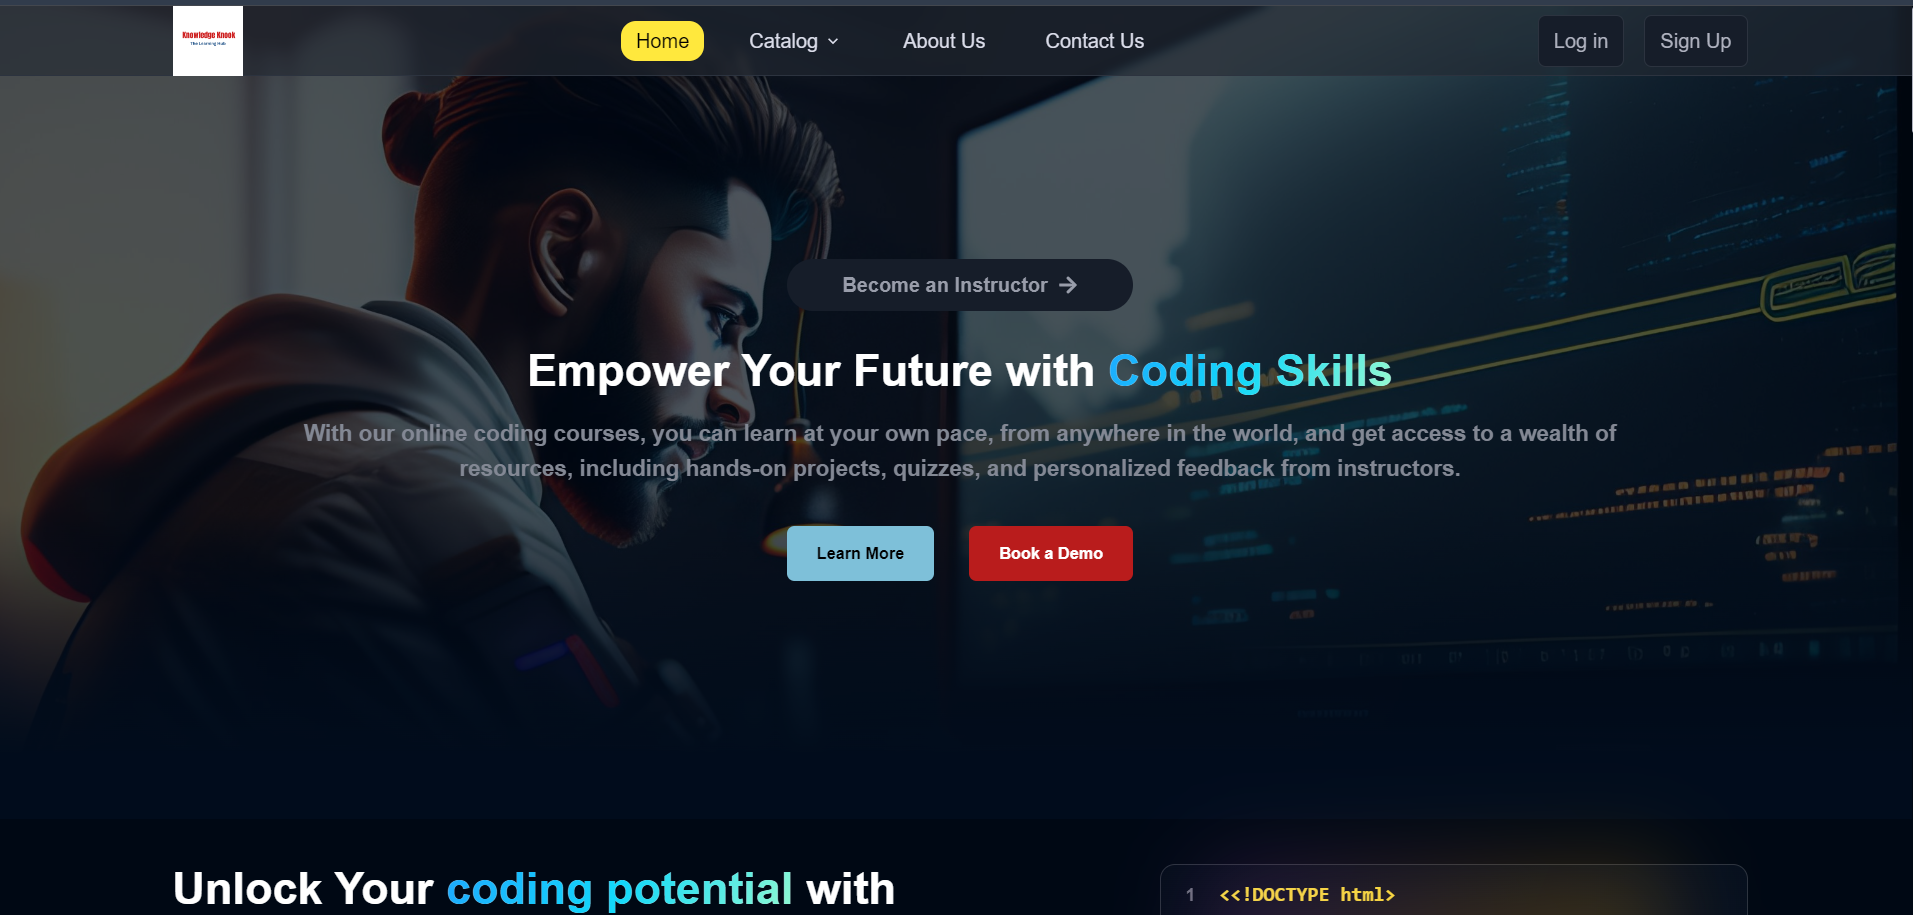 Knowledge Knook
The Learning Hub
Home
Catalog
About Us
Contact Us
Log in
Sign Up
Become an Instructor
Empower Your Future with Coding Skills
With our online coding courses, you can learn at your own pace, from anywhere in the world, and get access to a wealth of
resources, including hands-on projects, quizzes, and personalized feedback from instructors.
Learn More
Book a Demo
Unlock Your coding potential with
1 <<!DOCTYPE html>